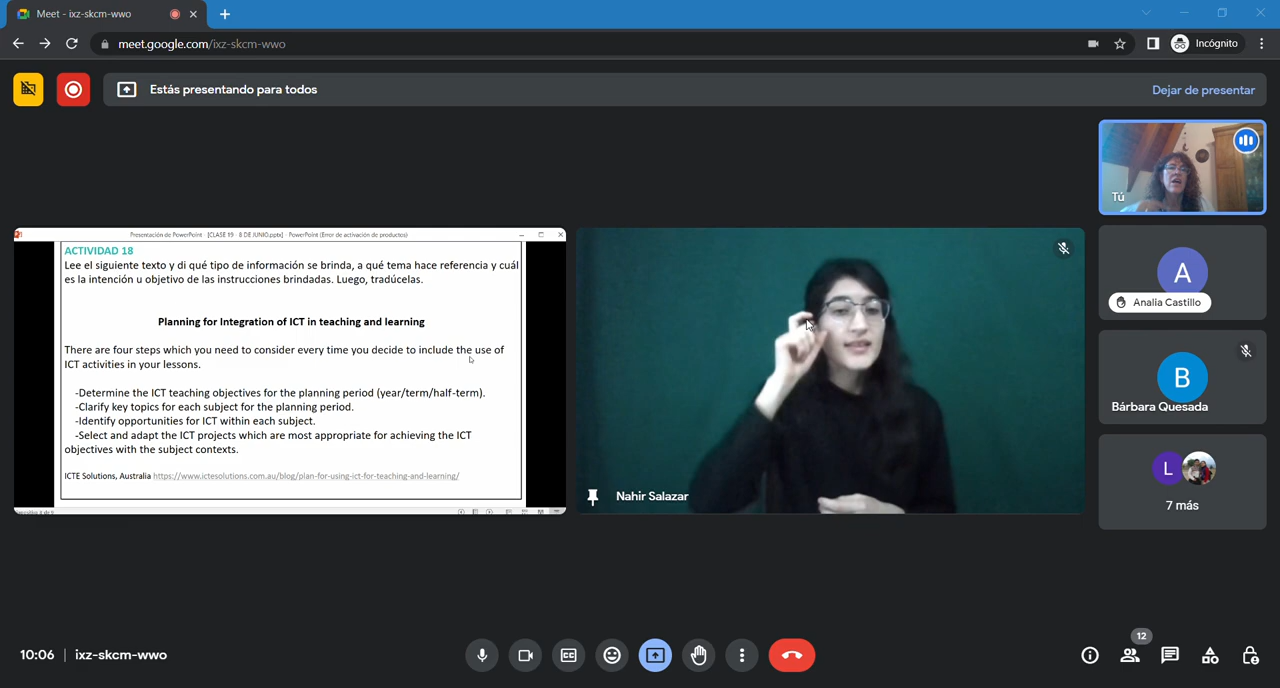 Meet - ixz-skcm-wwo
meet.google.com/ixz-skcm-wwo
Incógnito
Estás presentando para todos
Dejar de presentar
Presentación de PowerPoint - [CLASE 19 - 8 DE JUNIO.pptx] - PowerPoint (Error de activación de productos)
ACTIVIDAD 18
Lee el siguiente texto y di qué tipo de información se brinda, a qué tema hace referencia y cuál
es la intención u objetivo de las instrucciones brindadas. Luego, tradúcelas.
Planning for Integration of ICT in teaching and learning
There are four steps which you need to consider every time you decide to include the use of
ICT activities in your lessons.
-Determine the ICT teaching objectives for the planning period (year/term/half-term).
-Clarify key topics for each subject for the planning period.
-Identify opportunities for ICT within each subject.
-Select and adapt the ICT projects which are most appropriate for achieving the ICT
objectives with the subject contexts.
ICTE Solutions, Australia https://www.ictesolutions.com.au/blog/plan-for-using-ict-for-teaching-and-learning/
Nahir Salazar
Tú
A
Analia Castillo
B
Bárbara Quesada
L
7 más
10:06 | ixz-skcm-wwo
12